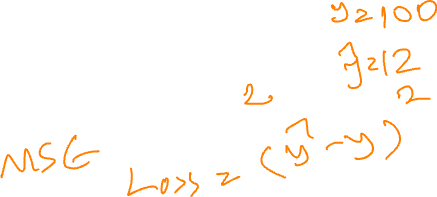 y=100
ŷ=12
2
MSE Loss = (ŷ-y)²